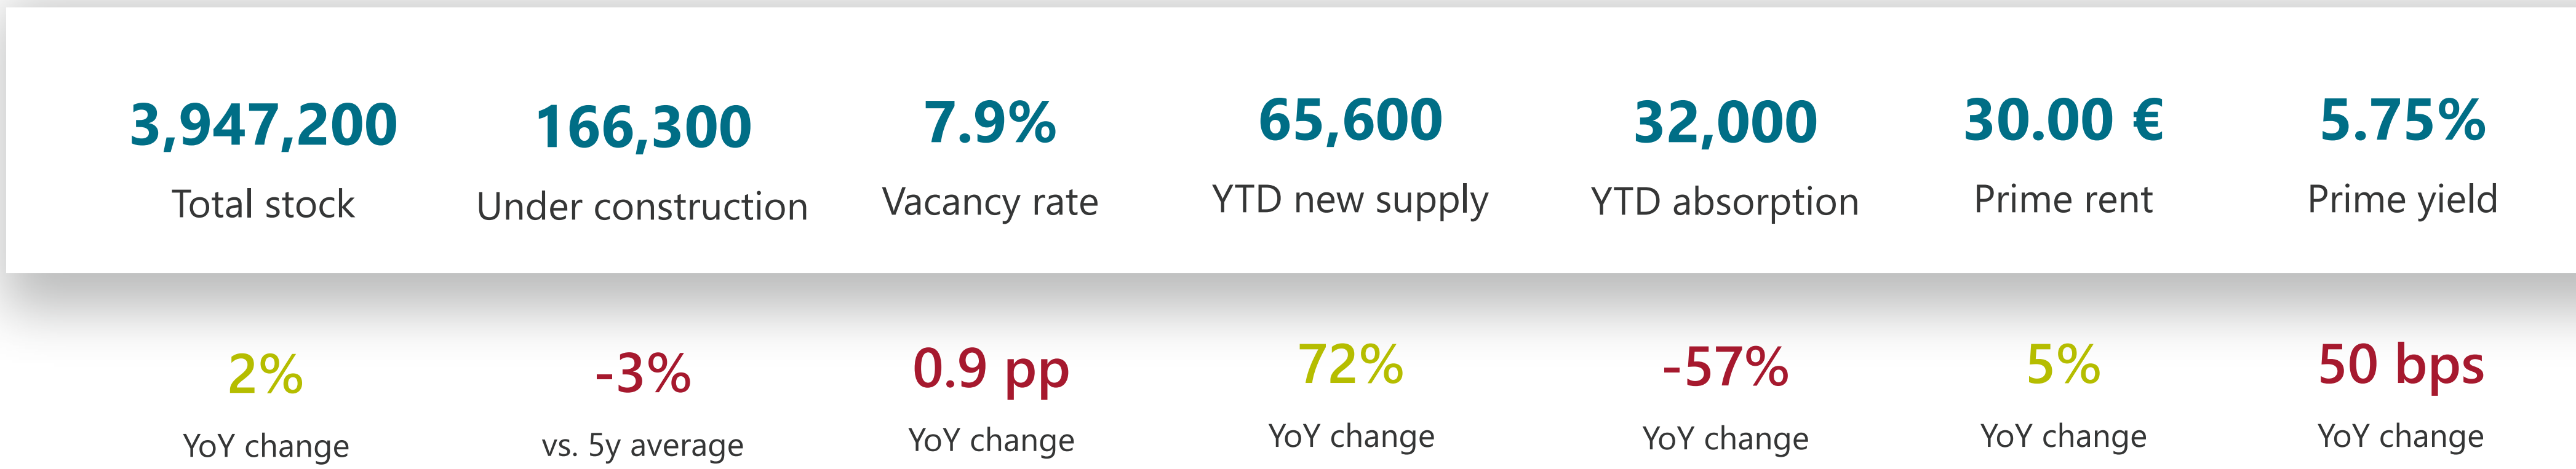 3,947,200
Total stock
166,300
Under construction
7.9%
Vacancy rate
65,600
YTD new supply
32,000
YTD absorption
30.00 €
Prime rent
5.75%
Prime yield
2%
YoY change
-3%
vs. 5y average
0.9 pp
YoY change
72%
YoY change
-57%
YoY change
5%
YoY change
50 bps
YoY change